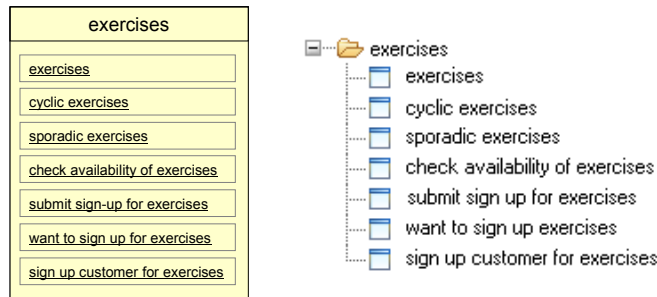 exercises
exercises
cyclic exercises
sporadic exercises
check availability of exercises
submit sign-up for exercises
want to sign up for exercises
sign up customer for exercises
exercises
exercises
cyclic exercises
sporadic exercises
check availability of exercises
submit sign up for exercises
want to sign up exercises
sign up customer for exercises